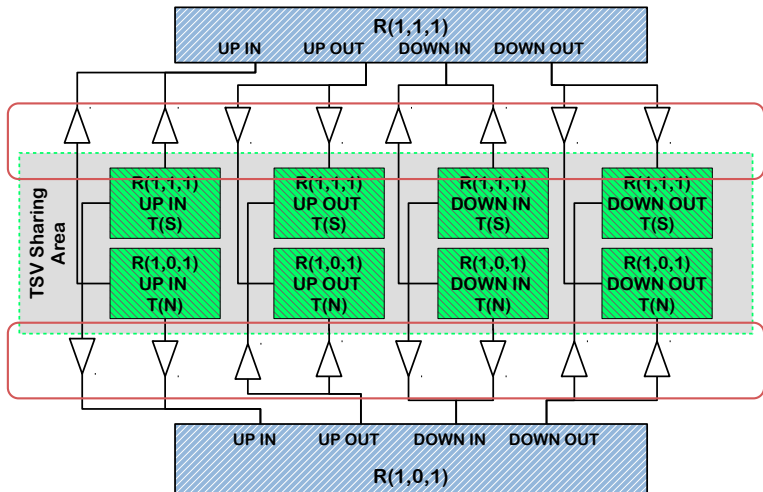 R(1,1,1)
UP IN UP OUT DOWN IN DOWN OUT
TSV Sharing
Area
R(1,1,1)
UP IN
T(S)
R(1,1,1)
UP OUT
T(S)
R(1,1,1)
DOWN IN
T(S)
R(1,1,1)
DOWN OUT
T(S)
R(1,0,1)
UP IN
T(N)
R(1,0,1)
UP OUT
T(N)
R(1,0,1)
DOWN IN
T(N)
R(1,0,1)
DOWN OUT
T(N)
UP IN UP OUT DOWN IN DOWN OUT
R(1,0,1)